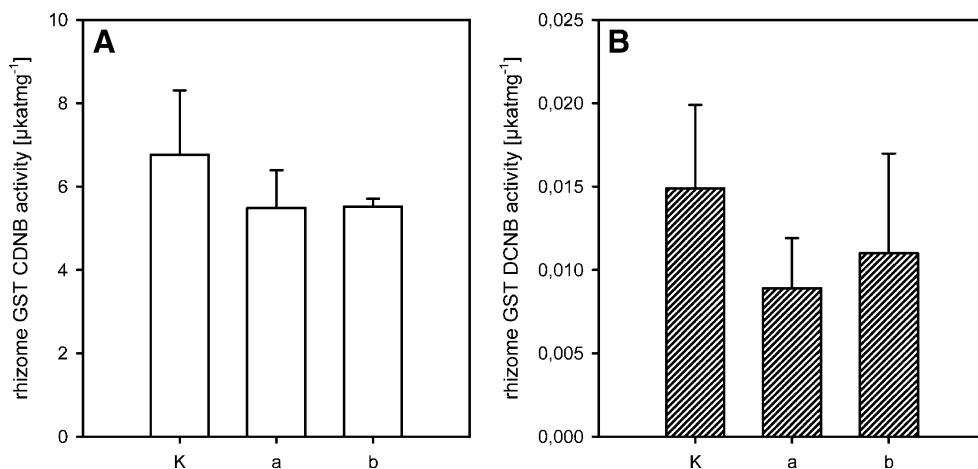 A
rhizome GST CDNB activity [µkatmg⁻¹]
10
8
6
4
2
0
K a b
B
rhizome GST DCNB activity [µkatmg⁻¹]
0,025
0,020
0,015
0,010
0,005
0,000
K a b